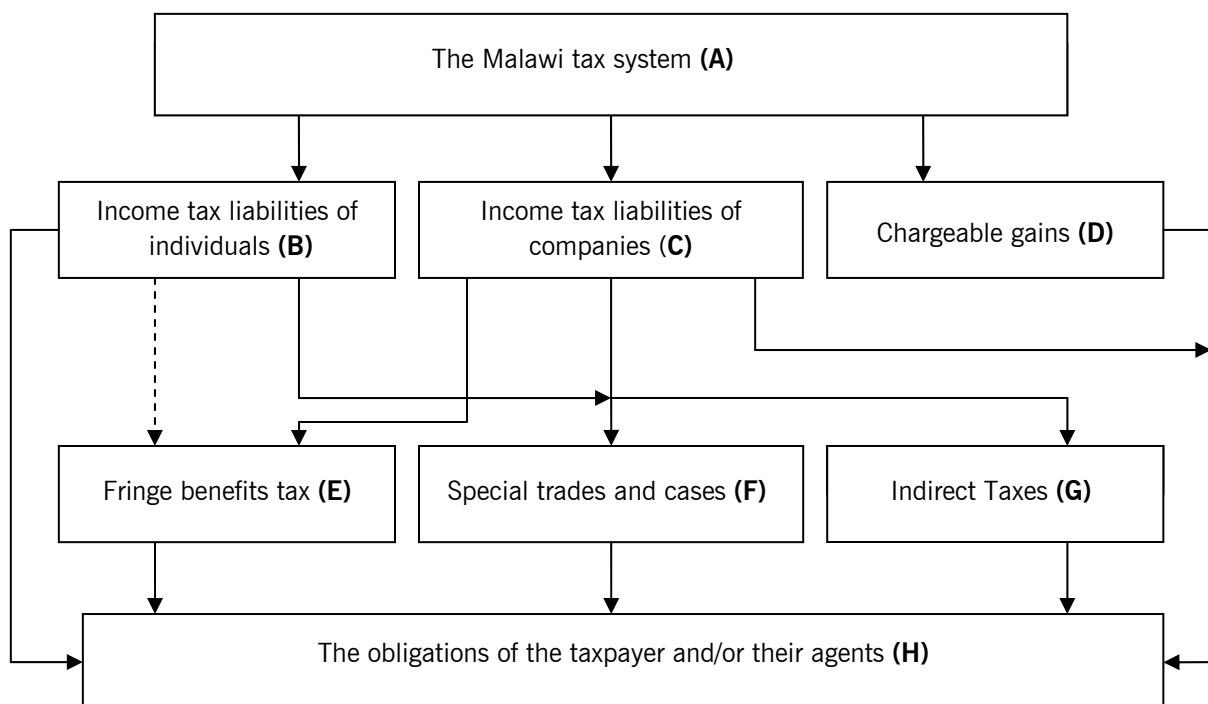 The Malawi tax system (A)
Income tax liabilities of
individuals (B)
Income tax liabilities of
companies (C)
Chargeable gains (D)
Fringe benefits tax (E)
Special trades and cases (F)
Indirect Taxes (G)
The obligations of the taxpayer and/or their agents (H)